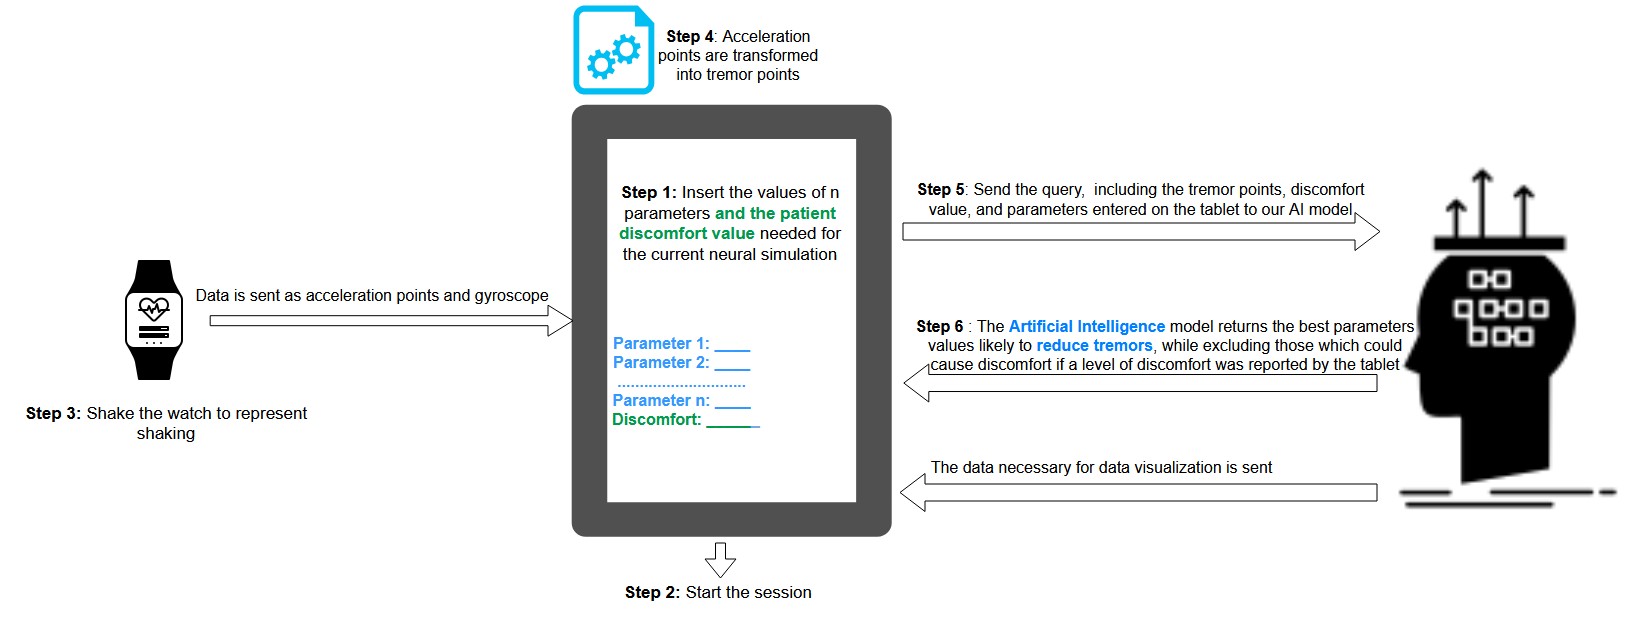 Step 4: Acceleration
points are transformed
into tremor points
Step 1: Insert the values of n
parameters and the patient
discomfort value needed for
the current neural simulation
Parameter 1: ____
Parameter 2: ____
.............................
Parameter n: ____
Discomfort: ______
Step 2: Start the session
Data is sent as acceleration points and gyroscope
Step 3: Shake the watch to represent
shaking
Step 5: Send the query, including the tremor points, discomfort
value, and parameters entered on the tablet to our AI model
Step 6 : The Artificial Intelligence model returns the best parameters
values likely to reduce tremors, while excluding those which could
cause discomfort if a level of discomfort was reported by the tablet
The data necessary for data visualization is sent